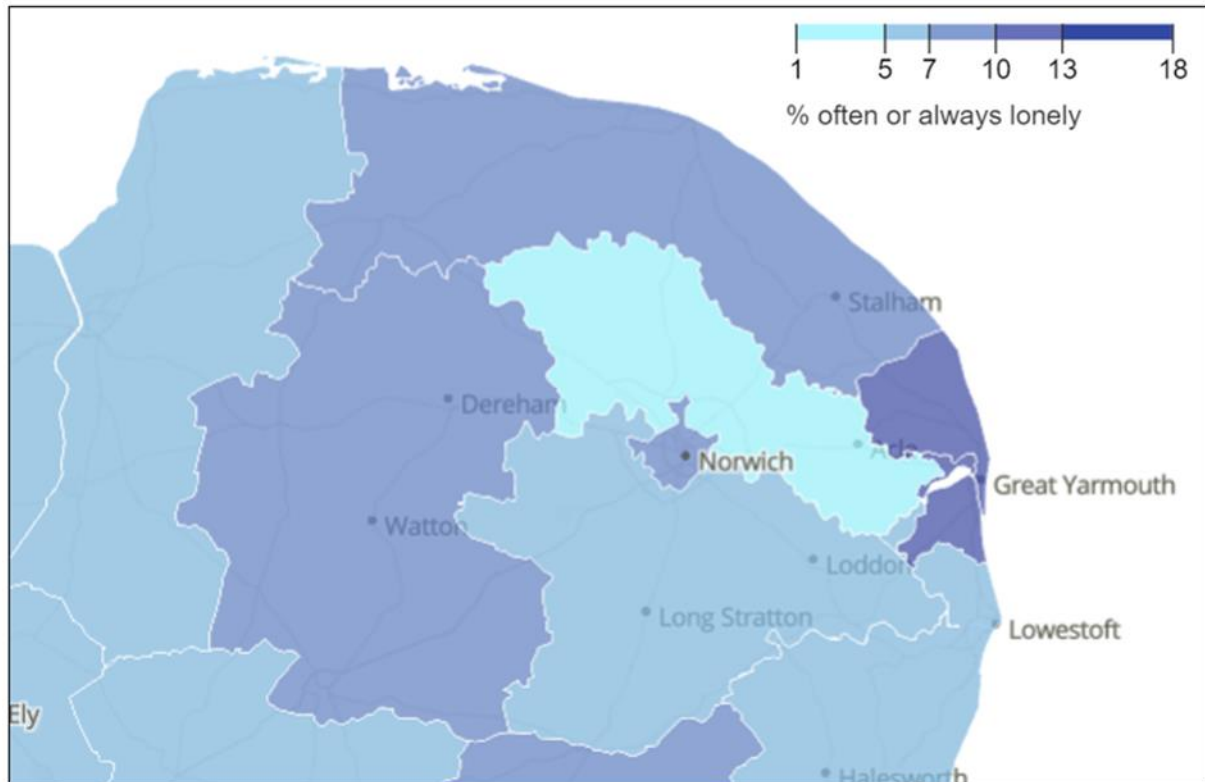 1 5 7 10 13 18
% often or always lonely
Stalham
Dereham
Acle
Norwich
Great Yarmouth
Watton
Loddon
Long Stratton
Lowestoft
Ely
Halesworth